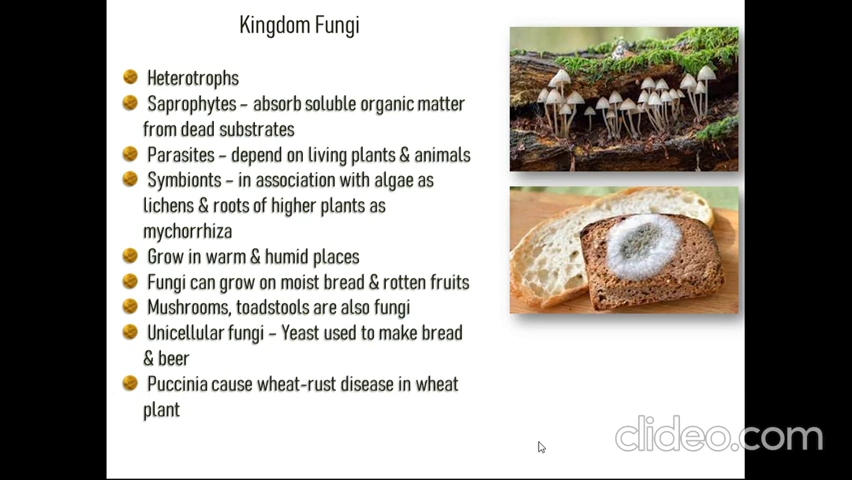 Kingdom Fungi
Heterotrophs
Saprophytes – absorb soluble organic matter
from dead substrates
Parasites – depend on living plants & animals
Symbionts – in association with algae as
lichens & roots of higher plants as
mychorrhiza
Grow in warm & humid places
Fungi can grow on moist bread & rotten fruits
Mushrooms, toadstools are also fungi
Unicellular fungi – Yeast used to make bread
& beer
Puccinia cause wheat-rust disease in wheat
plant
clideo.com